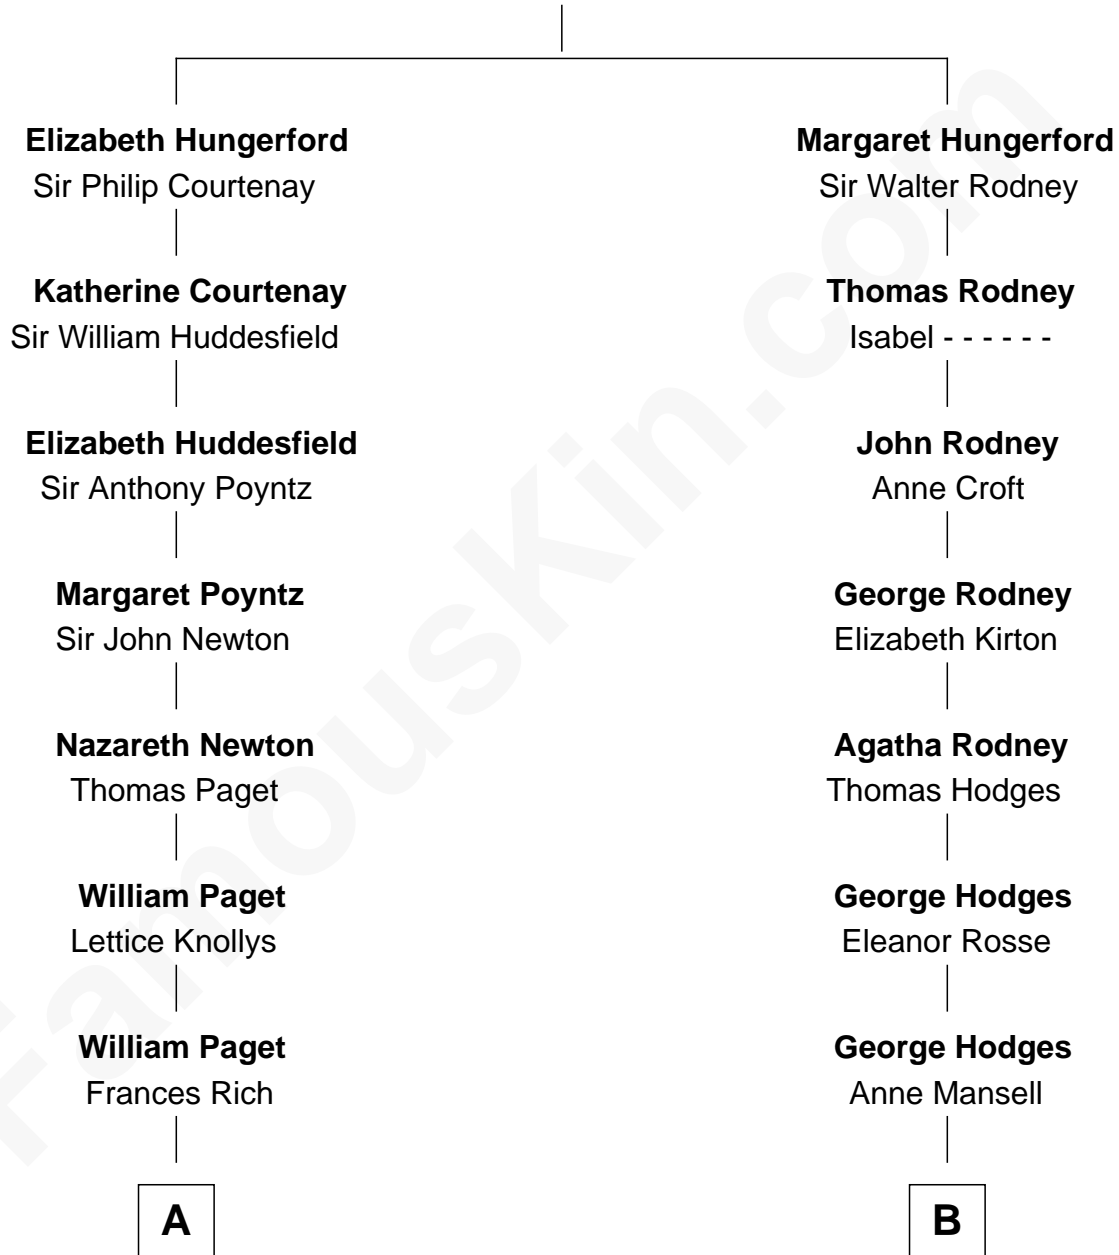 Elizabeth Hungerford
Sir Philip Courtenay
Margaret Hungerford
Sir Walter Rodney
Katherine Courtenay
Sir William Huddesfield
Thomas Rodney
Isabel - - - - - -
Elizabeth Huddesfield
Sir Anthony Poyntz
John Rodney
Anne Croft
Margaret Poyntz
Sir John Newton
George Rodney
Elizabeth Kirton
Nazareth Newton
Thomas Paget
Agatha Rodney
Thomas Hodges
William Paget
Lettice Knollys
George Hodges
Eleanor Rosse
William Paget
Frances Rich
George Hodges
Anne Mansell
A
B
FamousKin.com